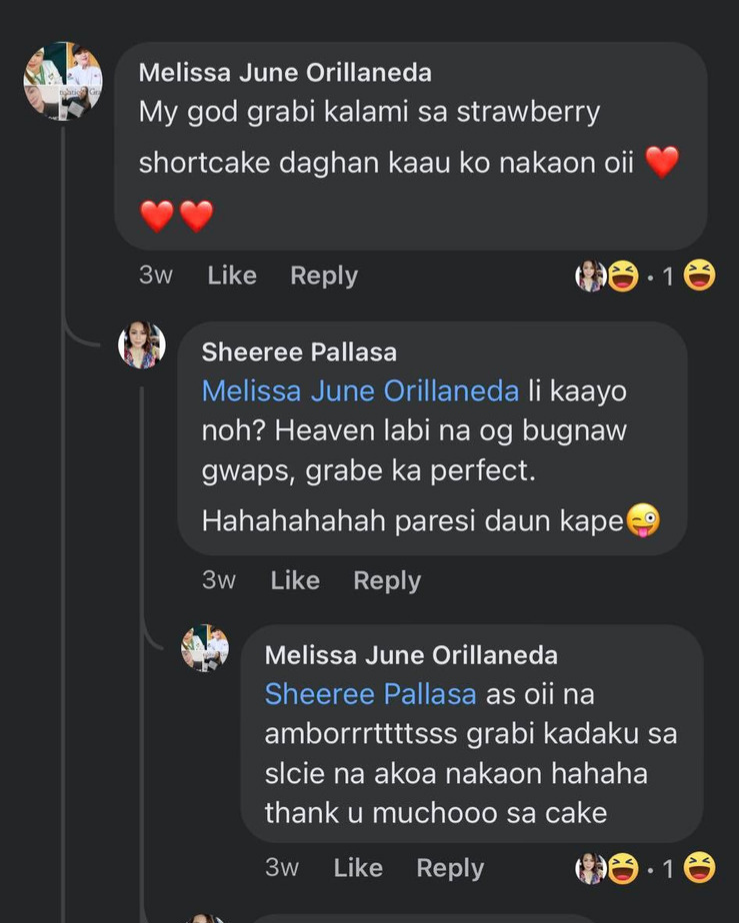 Melissa June Orillaneda
My god grabi kalami sa strawberry
shortcake daghan kaau ko nakaon oii ❤️
❤️❤️
3w Like Reply 1
Sheeree Pallasa
Melissa June Orillaneda li kaayo
noh? Heaven labi na og bugnaw
gwaps, grabe ka perfect.
Hahahahahah paresi daun kape😜
3w Like Reply
Melissa June Orillaneda
Sheeree Pallasa as oii na
amborrrttttsss grabi kadaku sa
slcie na akoa nakaon hahaha
thank u muchooo sa cake
3w Like Reply 1